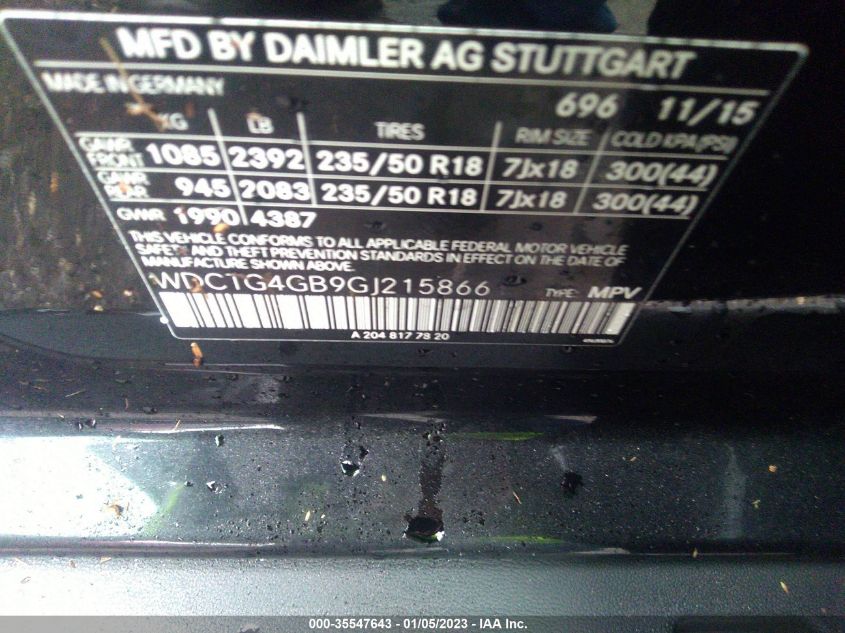 MFD BY DAIMLER AG STUTTGART
MADE IN GERMANY 696 11/15
KG LB TIRES RIM SIZE COLD KPA(PSI)
GAWR FRONT 1085 2392 235/50 R18 7Jx18 300(44)
GAWR REAR 945 2083 235/50 R18 7Jx18 300(44)
GVWR 1990 4387
THIS VEHICLE CONFORMS TO ALL APPLICABLE FEDERAL MOTOR VEHICLE
SAFETY AND THEFT PREVENTION STANDARDS IN EFFECT ON THE DATE OF
MANUFACTURE SHOWN ABOVE.
WDCTG4GB9GJ215866 TYPE: MPV
A 204 817 78 20
000-35547643 - 01/05/2023 - IAA Inc.